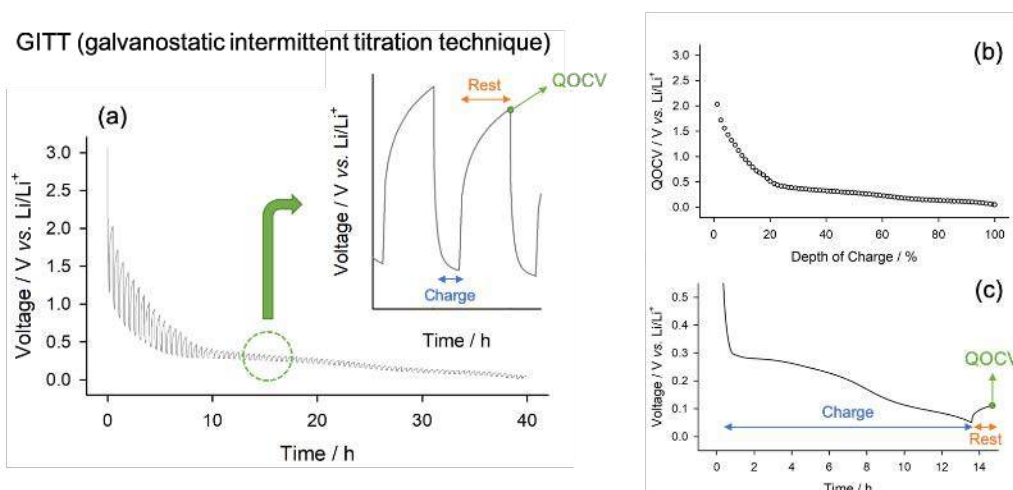 GITT (galvanostatic intermittent titration technique)
(a)
Voltage / V vs. Li/Li+
3.0
2.5
2.0
1.5
1.0
0.5
0.0
0
10
20
30
40
Time / h
Voltage / V vs. Li/Li+
Rest
QOCV
Charge
Time / h
(b)
QOCV / V vs. Li/Li+
3.0
2.5
2.0
1.5
1.0
0.5
0.0
0
20
40
60
80
100
Depth of Charge / %
(c)
Voltage / V vs. Li/Li+
0.5
0.4
0.3
0.2
0.1
0.0
QOCV
Charge
Rest
0
2
4
6
8
10
12
14
Time / h